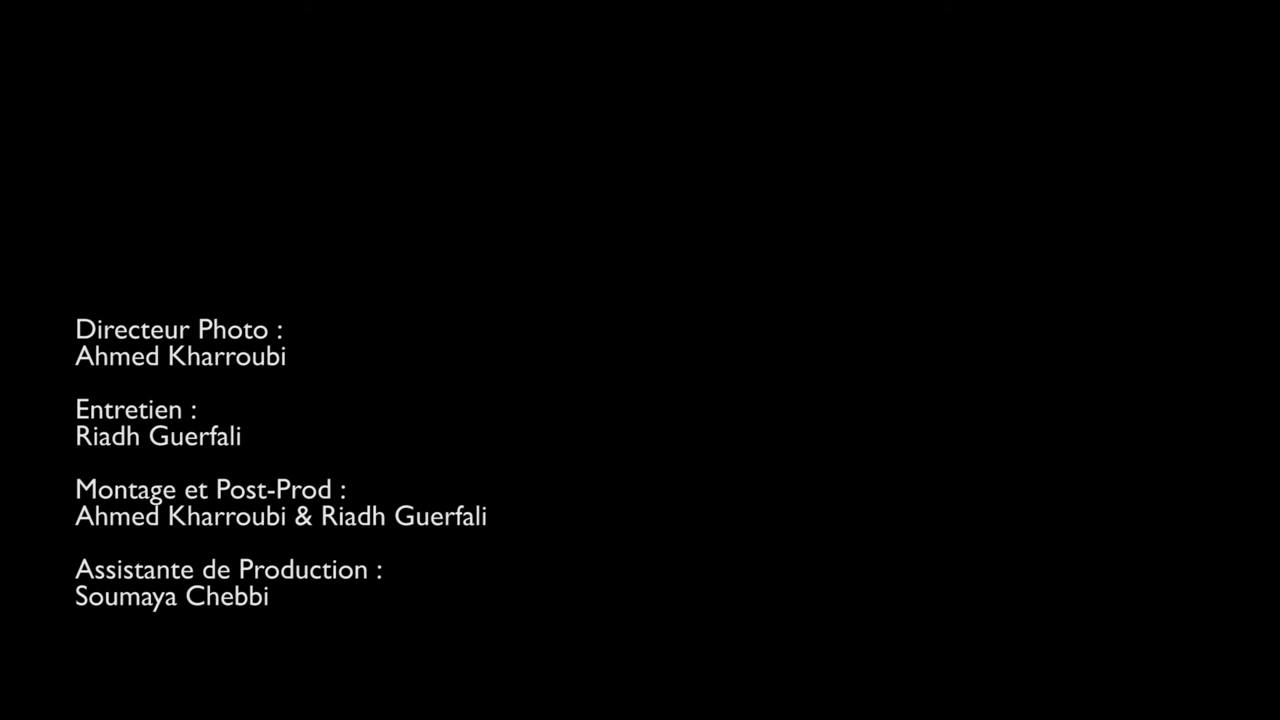 Directeur Photo :
Ahmed Kharroubi
Entretien :
Riadh Guerfali
Montage et Post-Prod :
Ahmed Kharroubi & Riadh Guerfali
Assistante de Production :
Soumaya Chebbi